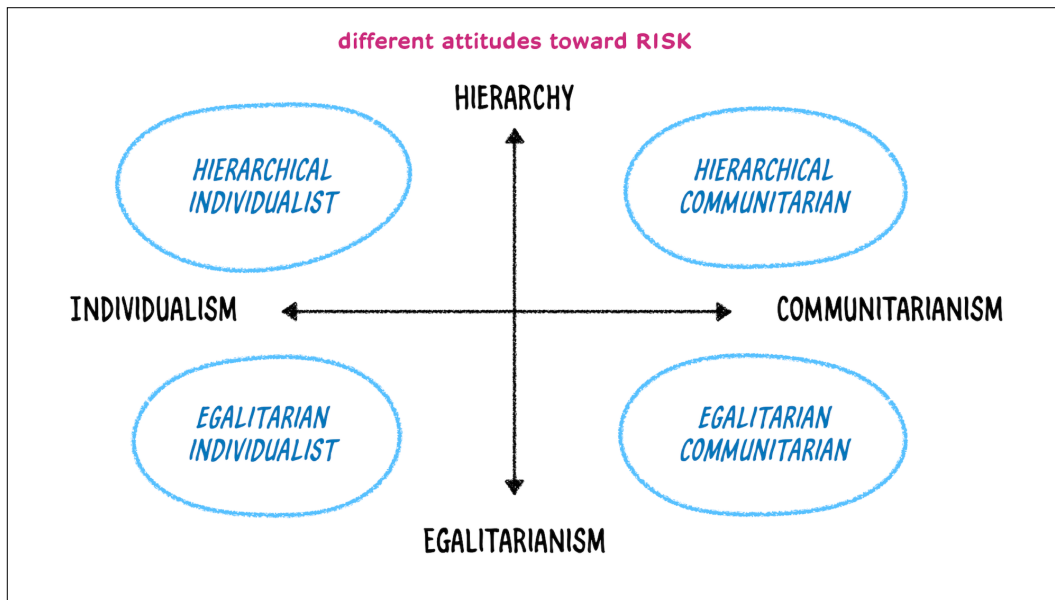 different attitudes toward RISK
HIERARCHY
HIERARCHICAL
INDIVIDUALIST
HIERARCHICAL
COMMUNITARIAN
INDIVIDUALISM
COMMUNITARIANISM
EGALITARIAN
INDIVIDUALIST
EGALITARIAN
COMMUNITARIAN
EGALITARIANISM